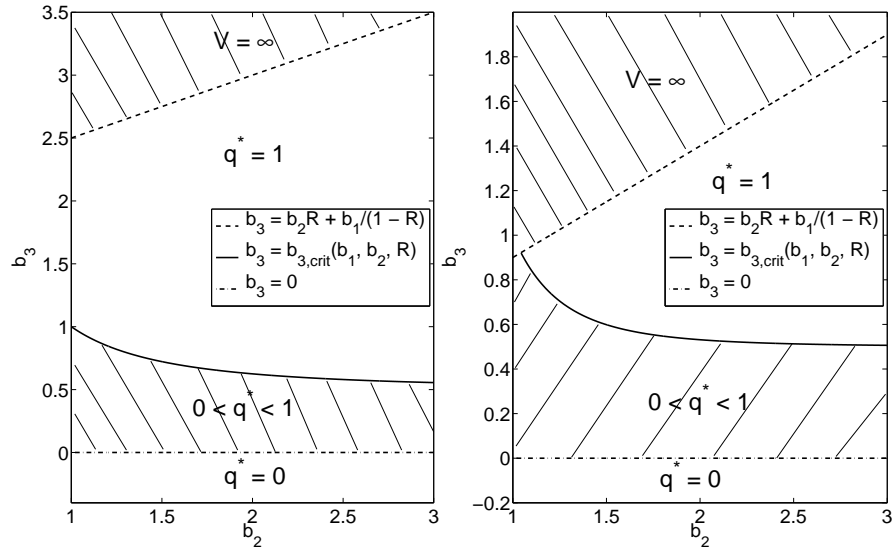 3.5
3
2.5
2
1.5
1
0.5
0
b₃
V = ∞
q* = 1
b₃ = b₂R + b₁/(1 − R)
b₃ = b₃,crit(b₁, b₂, R)
b₃ = 0
0 < q* < 1
q* = 0
1 1.5 2 2.5 3
b₂
1.8
1.6
1.4
1.2
1
0.8
0.6
0.4
0.2
0
−0.2
b₃
V = ∞
q* = 1
b₃ = b₂R + b₁/(1 − R)
b₃ = b₃,crit(b₁, b₂, R)
b₃ = 0
0 < q* < 1
q* = 0
1 1.5 2 2.5 3
b₂